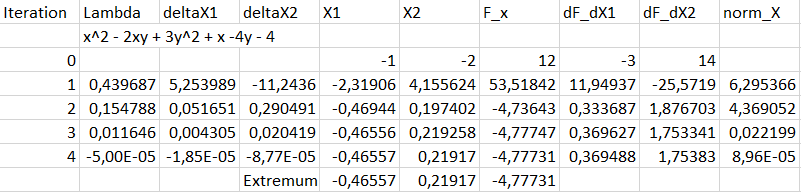 Iteration Lambda deltaX1 deltaX2 X1 X2 F_x dF_dX1 dF_dX2 norm_X
x^2 - 2xy + 3y^2 + x -4y - 4
0 -1 -2 12 -3 14
1 0,439687 5,253989 -11,2436 -2,31906 4,155624 53,51842 11,94937 -25,5719 6,295366
2 0,154788 0,051651 0,290491 -0,46944 0,197402 -4,73643 0,333687 1,876703 4,369052
3 0,011646 0,004305 0,020419 -0,46556 0,219258 -4,77747 0,369627 1,753341 0,022199
4 -5,00E-05 -1,85E-05 -8,77E-05 -0,46557 0,21917 -4,77731 0,369488 1,75383 8,96E-05
Extremum -0,46557 0,21917 -4,77731